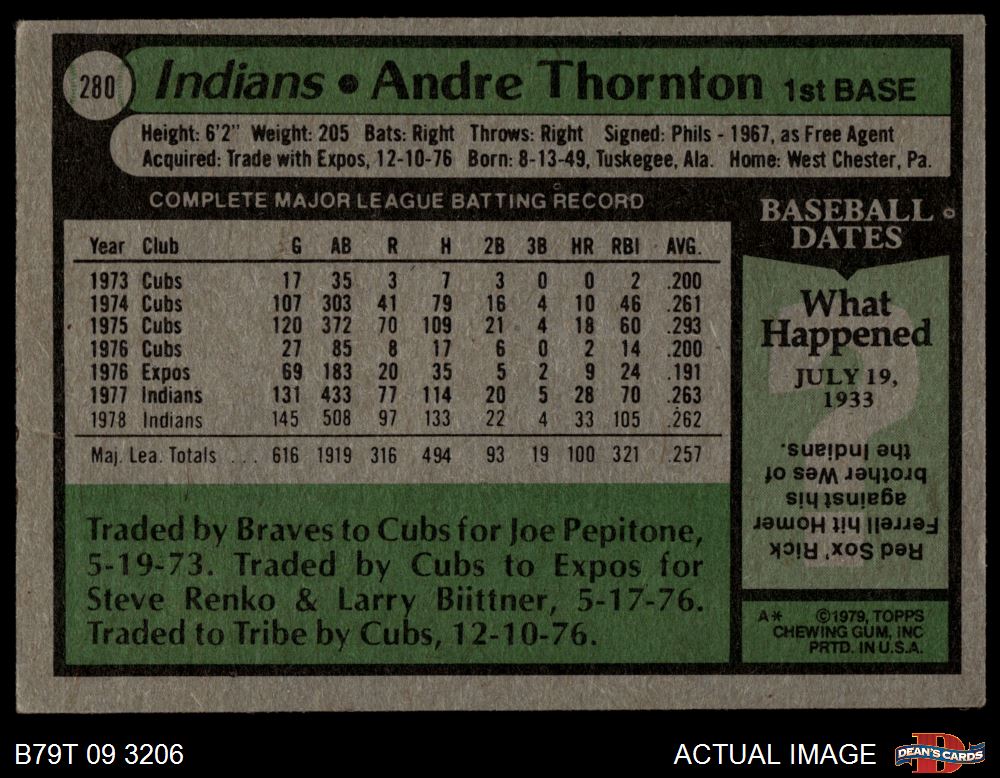 280
Indians • Andre Thornton 1st BASE
Height: 6'2" Weight: 205 Bats: Right Throws: Right Signed: Phils - 1967, as Free Agent
Acquired: Trade with Expos, 12-10-76 Born: 8-13-49, Tuskegee, Ala. Home: West Chester, Pa.
COMPLETE MAJOR LEAGUE BATTING RECORD
Year Club G AB R H 2B 3B HR RBI AVG.
1973 Cubs 17 35 3 7 3 0 0 2 .200
1974 Cubs 107 303 41 79 16 4 10 46 .261
1975 Cubs 120 372 70 109 21 4 18 60 .293
1976 Cubs 27 85 8 17 6 0 2 14 .200
1976 Expos 69 183 20 35 5 2 9 24 .191
1977 Indians 131 433 77 114 20 5 28 70 .263
1978 Indians 145 508 97 133 22 4 33 105 .262
Maj. Lea. Totals ... 616 1919 316 494 93 19 100 321 .257
Traded by Braves to Cubs for Joe Pepitone,
5-19-73. Traded by Cubs to Expos for
Steve Renko & Larry Biittner, 5-17-76.
Traded to Tribe by Cubs, 12-10-76.
BASEBALL
DATES
What
Happened
JULY 19,
1933
Red Sox' Rick
Ferrell hit Homer
against his
brother Wes of
the Indians.
A* ©1979, TOPPS
CHEWING GUM, INC
PRTD. IN U.S.A.
B79T 09 3206
ACTUAL IMAGE
DEAN'S CARDS